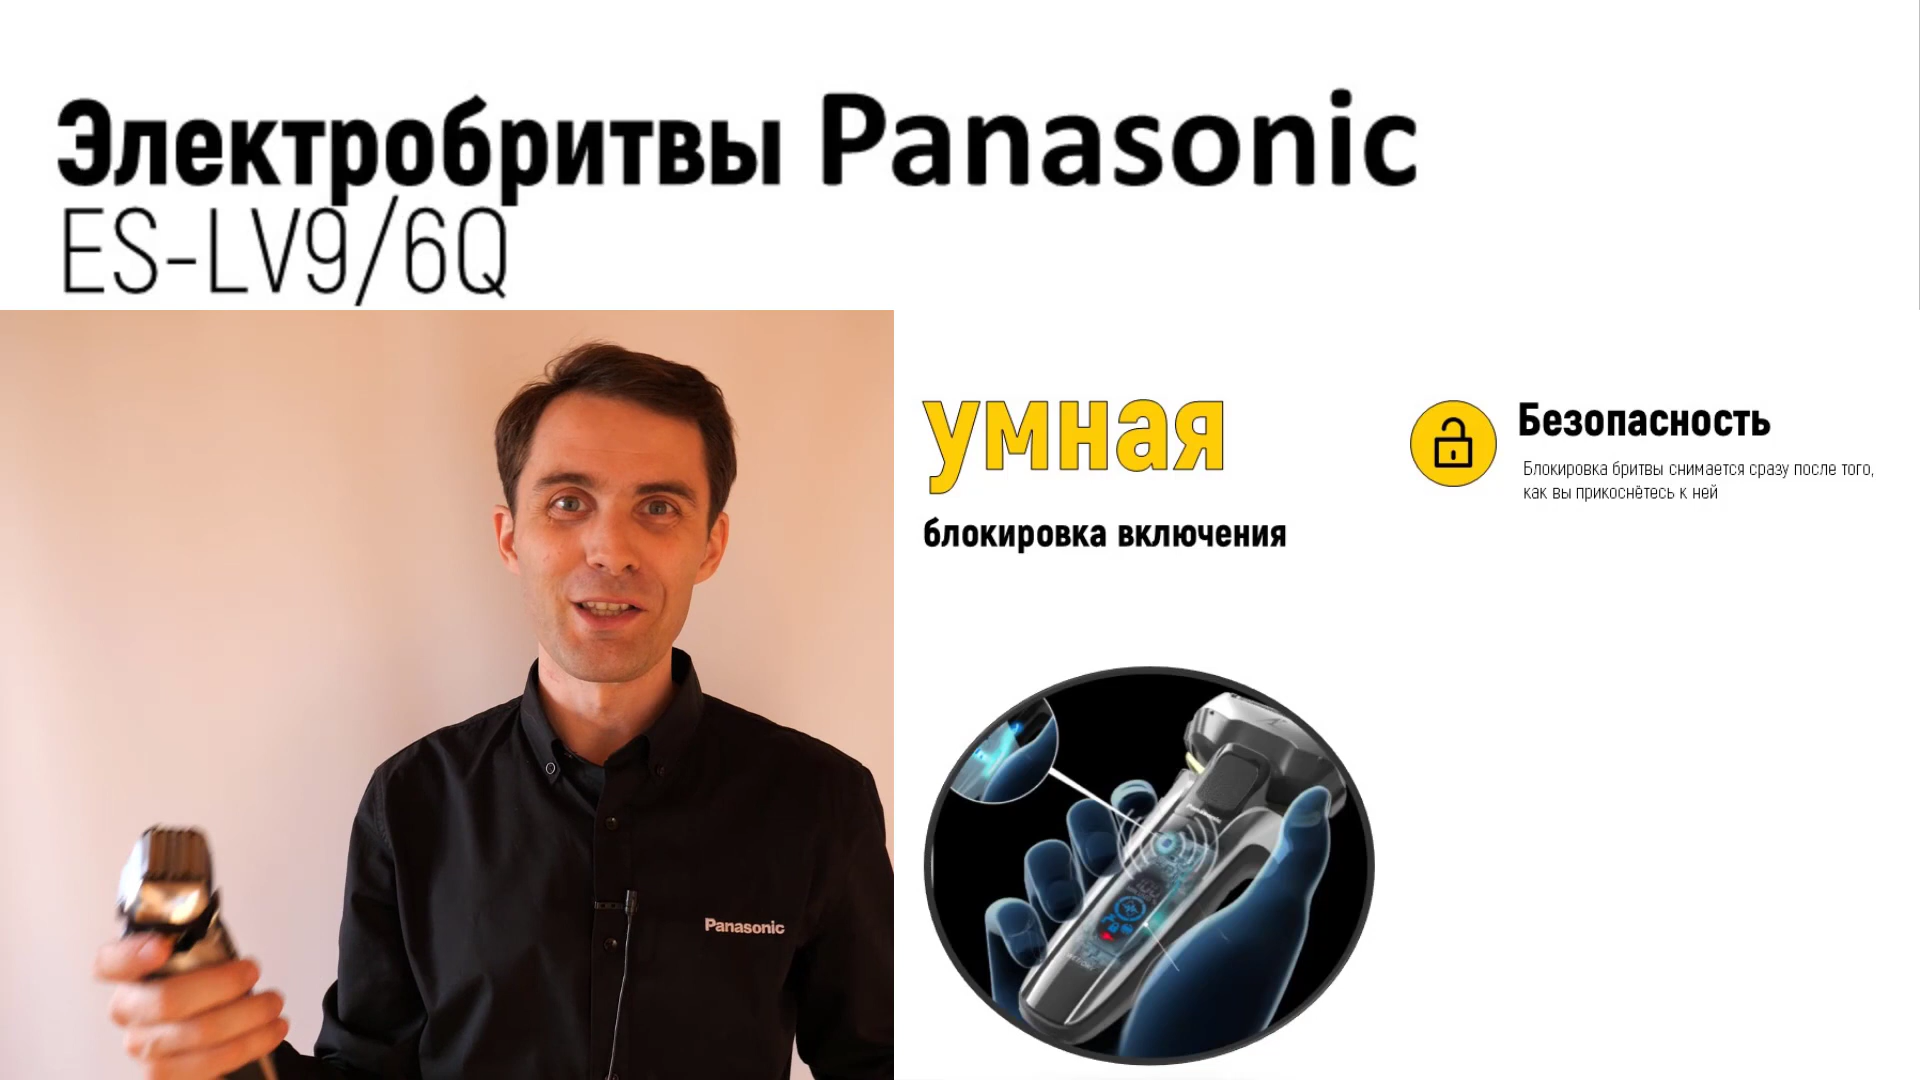 Электробритвы Panasonic
ES-LV9/6Q
умная
блокировка включения
Безопасность
Блокировка бритвы снимается сразу после того,
как вы прикоснётесь к ней
Panasonic